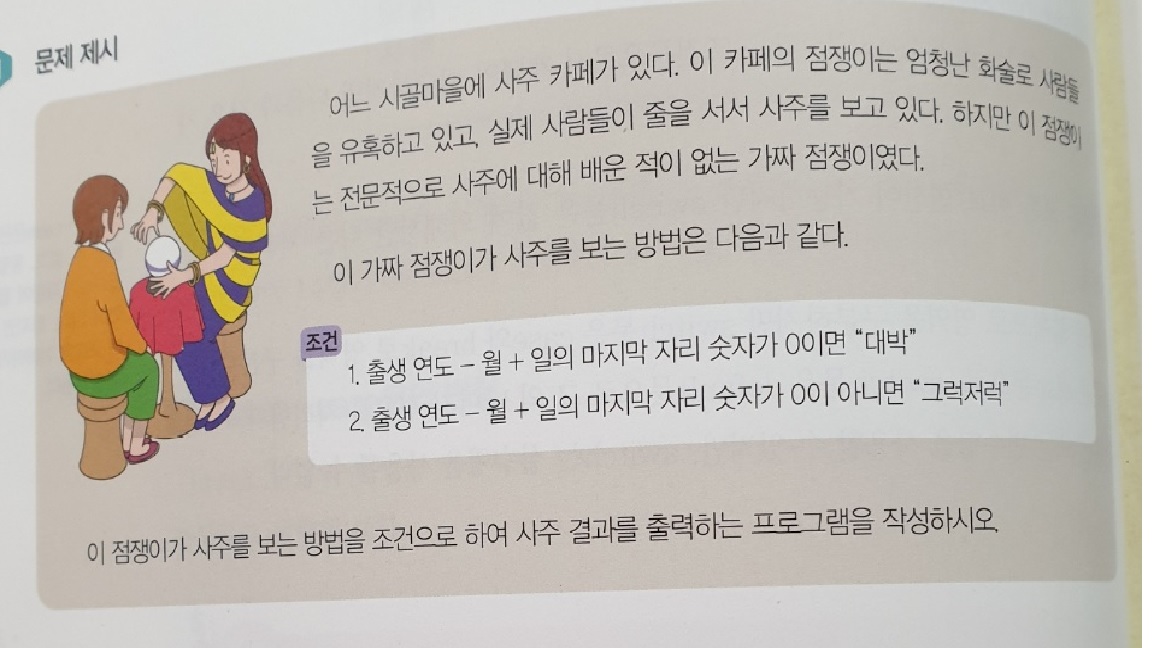 문제 제시
어느 시골마을에 사주 카페가 있다. 이 카페의 점쟁이는 엄청난 화술로 사람들
을 유혹하고 있고, 실제 사람들이 줄을 서서 사주를 보고 있다. 하지만 이 점쟁이
는 전문적으로 사주에 대해 배운 적이 없는 가짜 점쟁이였다.
이 가짜 점쟁이가 사주를 보는 방법은 다음과 같다.
조건
1. 출생 연도 – 월 + 일의 마지막 자리 숫자가 0이면 “대박”
2. 출생 연도 – 월 + 일의 마지막 자리 숫자가 0이 아니면 “그럭저럭”
이 점쟁이가 사주를 보는 방법을 조건으로 하여 사주 결과를 출력하는 프로그램을 작성하시오.